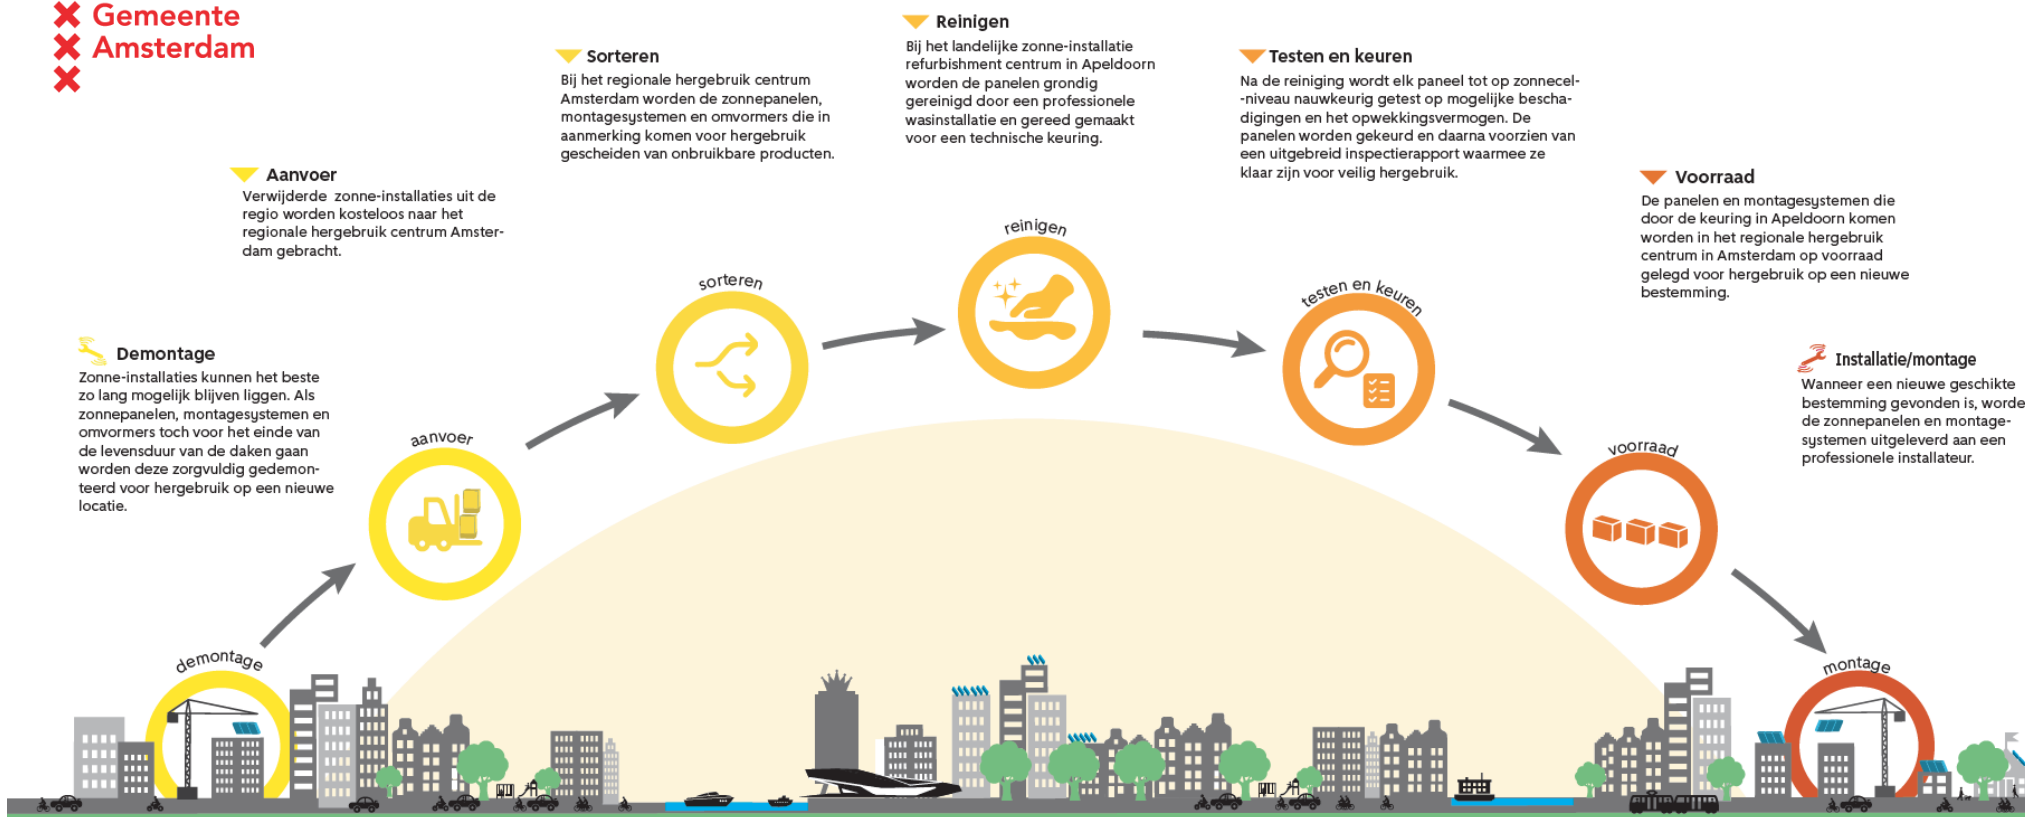 Gemeente
Amsterdam
Demontage
Zonne-installaties kunnen het beste
zo lang mogelijk blijven liggen. Als
zonnepanelen, montagesystemen en
omvormers toch voor het einde van
de levensduur van de daken gaan
worden deze zorgvuldig gedemon-
teerd voor hergebruik op een nieuwe
locatie.
Aanvoer
Verwijderde zonne-installaties uit de
regio worden kosteloos naar het
regionale hergebruik centrum Amster-
dam gebracht.
Sorteren
Bij het regionale hergebruik centrum
Amsterdam worden de zonnepanelen,
montagesystemen en omvormers die in
aanmerking komen voor hergebruik
gescheiden van onbruikbare producten.
Reinigen
Bij het landelijke zonne-installatie
refurbishment centrum in Apeldoorn
worden de panelen grondig
gereinigd door een professionele
wasinstallatie en gereed gemaakt
voor een technische keuring.
Testen en keuren
Na de reiniging wordt elk paneel tot op zonnecel-
-niveau nauwkeurig getest op mogelijke bescha-
digingen en het opwekkingsvermogen. De
panelen worden gekeurd en daarna voorzien van
een uitgebreid inspectierapport waarmee ze
klaar zijn voor veilig hergebruik.
Voorraad
De panelen en montagesystemen die
door de keuring in Apeldoorn komen
worden in het regionale hergebruik
centrum in Amsterdam op voorraad
gelegd voor hergebruik op een nieuwe
bestemming.
Installatie/montage
Wanneer een nieuwe geschikte
bestemming gevonden is, worde
de zonnepanelen en montage-
systemen uitgeleverd aan een
professionele installateur.
demontage
aanvoer
sorteren
reinigen
testen en keuren
voorraad
montage